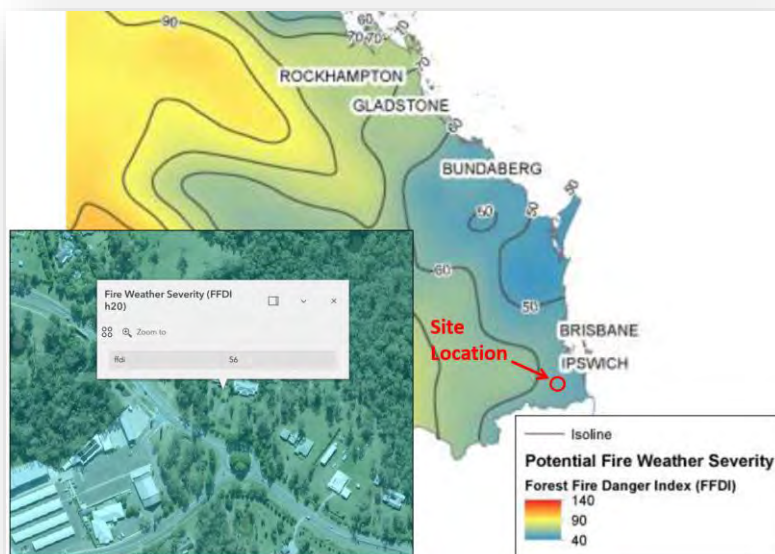 90
60
70
70
70
ROCKHAMPTON
GLADSTONE
60
BUNDABERG
50
50
50
60
50
Fire Weather Severity (FFDI
h20)
Zoom to
ffdi 56
Site
Location
BRISBANE
IPSWICH
Isoline
Potential Fire Weather Severity
Forest Fire Danger Index (FFDI)
140
90
40